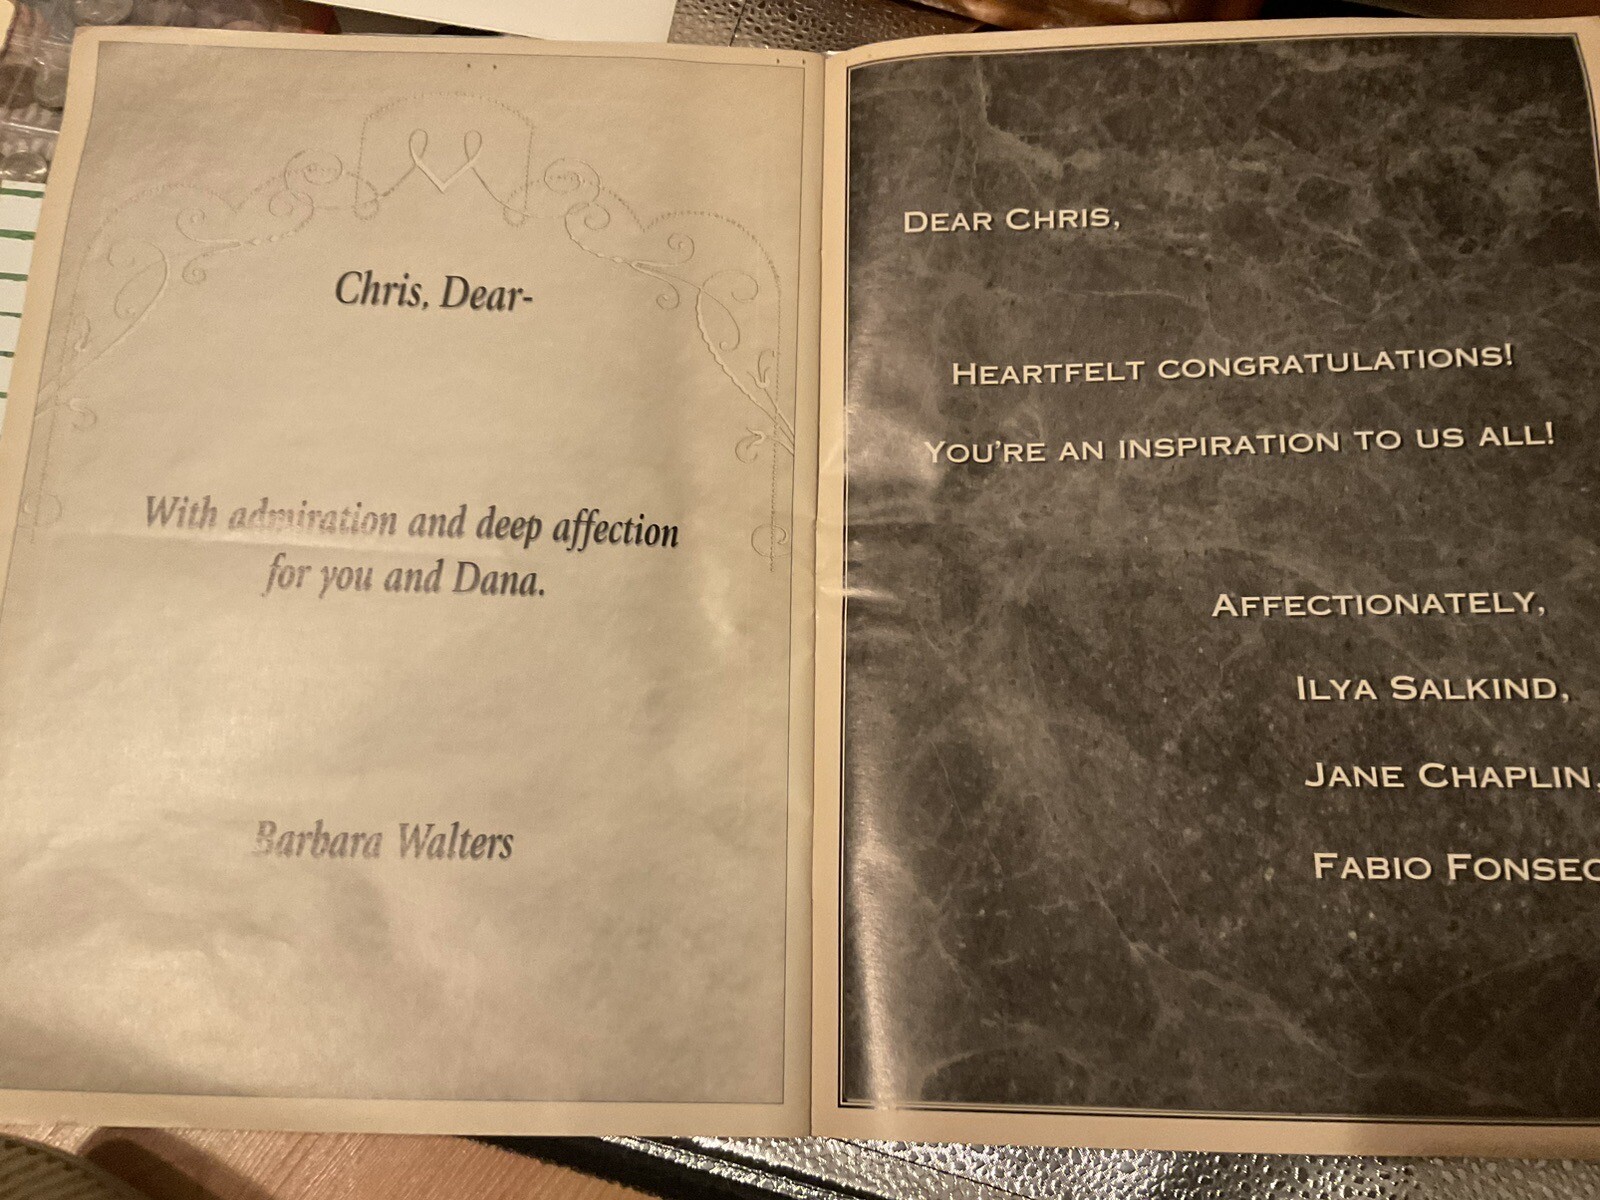 Chris, Dear-
With admiration and deep affection
for you and Dana.
Barbara Walters
DEAR CHRIS,
HEARTFELT CONGRATULATIONS!
YOU'RE AN INSPIRATION TO US ALL!
AFFECTIONATELY,
ILYA SALKIND,
JANE CHAPLIN,
FABIO